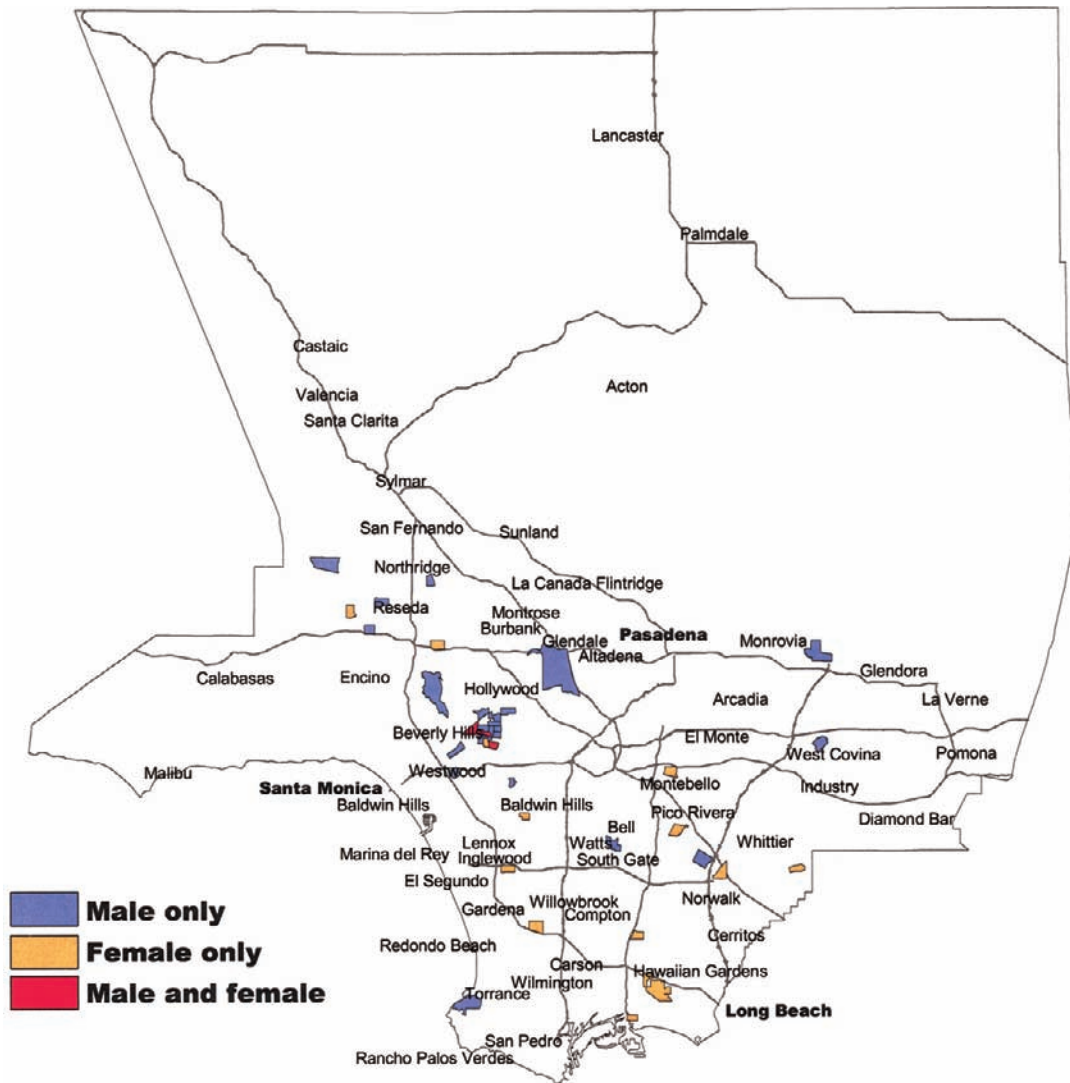 Lancaster
Palmdale
Castaic
Acton
Valencia
Santa Clarita
Sylmar
San Fernando
Sunland
Northridge
La Canada Flintridge
Reseda
Montrose
Burbank
Glendale
Pasadena
Monrovia
Altadena
Glendora
Calabasas
Encino
Hollywood
Arcadia
La Verne
Beverly Hills
El Monte
West Covina
Pomona
Malibu
Westwood
Santa Monica
Montebello
Industry
Baldwin Hills
Baldwin Hills
Pico Rivera
Diamond Bar
Bell
Watts
Whittier
Marina del Rey
Lennox
Inglewood
South Gate
El Segundo
Norwalk
Gardena
Willowbrook
Compton
Redondo Beach
Cerritos
Carson
Hawaiian Gardens
Wilmington
Torrance
Long Beach
San Pedro
Rancho Palos Verdes
Male only
Female only
Male and female